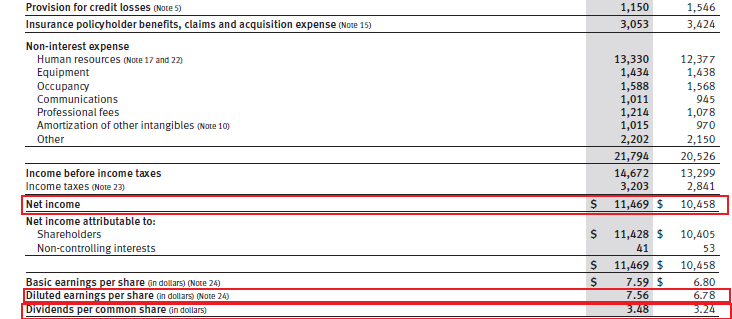 Provision for credit losses (Note 5) 1,150 1,546
Insurance policyholder benefits, claims and acquisition expense (Note 15) 3,053 3,424
Non-interest expense
Human resources (Note 17 and 22) 13,330 12,377
Equipment 1,434 1,438
Occupancy 1,588 1,568
Communications 1,011 945
Professional fees 1,214 1,078
Amortization of other intangibles (Note 10) 1,015 970
Other 2,202 2,150
21,794 20,526
Income before income taxes 14,672 13,299
Income taxes (Note 23) 3,203 2,841
Net income $ 11,469 $ 10,458
Net income attributable to:
Shareholders $ 11,428 $ 10,405
Non-controlling interests 41 53
$ 11,469 $ 10,458
Basic earnings per share (in dollars) (Note 24) $ 7.59 $ 6.80
Diluted earnings per share (in dollars) (Note 24) 7.56 6.78
Dividends per common share (in dollars) 3.48 3.24